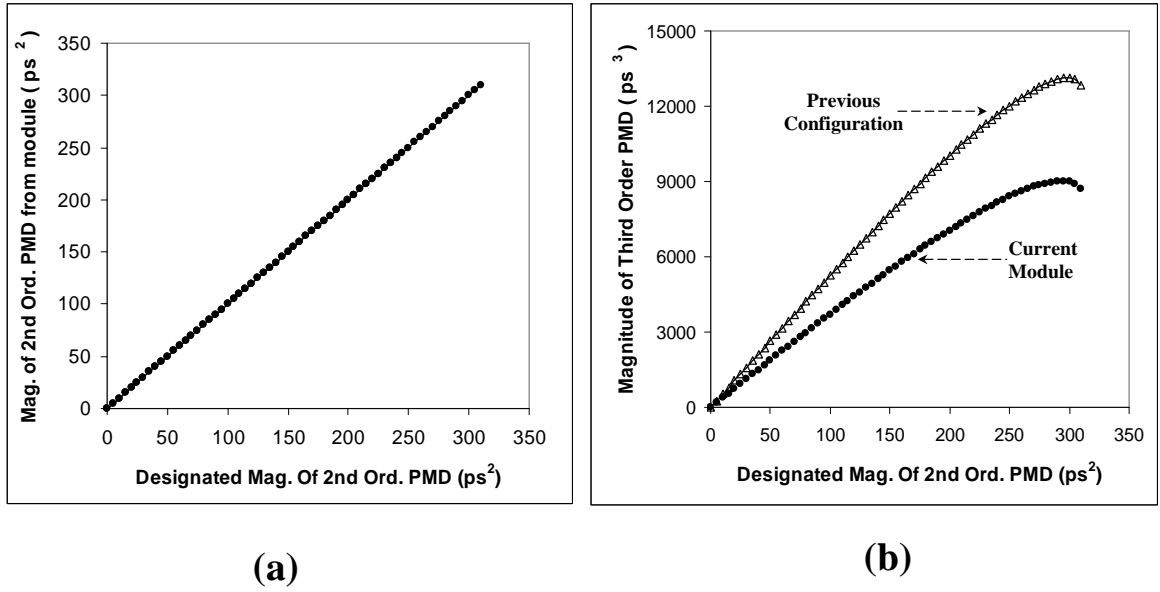 Mag. of 2nd Ord. PMD from module ( ps 2 )
350
300
250
200
150
100
50
0
0 50 100 150 200 250 300 350
Designated Mag. Of 2nd Ord. PMD (ps2)
(a)
Magnitude of Third Order PMD ( ps 3 )
15000
12000
9000
6000
3000
0
Previous
Configuration
Current
Module
0 50 100 150 200 250 300 350
Designated Mag. Of 2nd Ord. PMD (ps2)
(b)